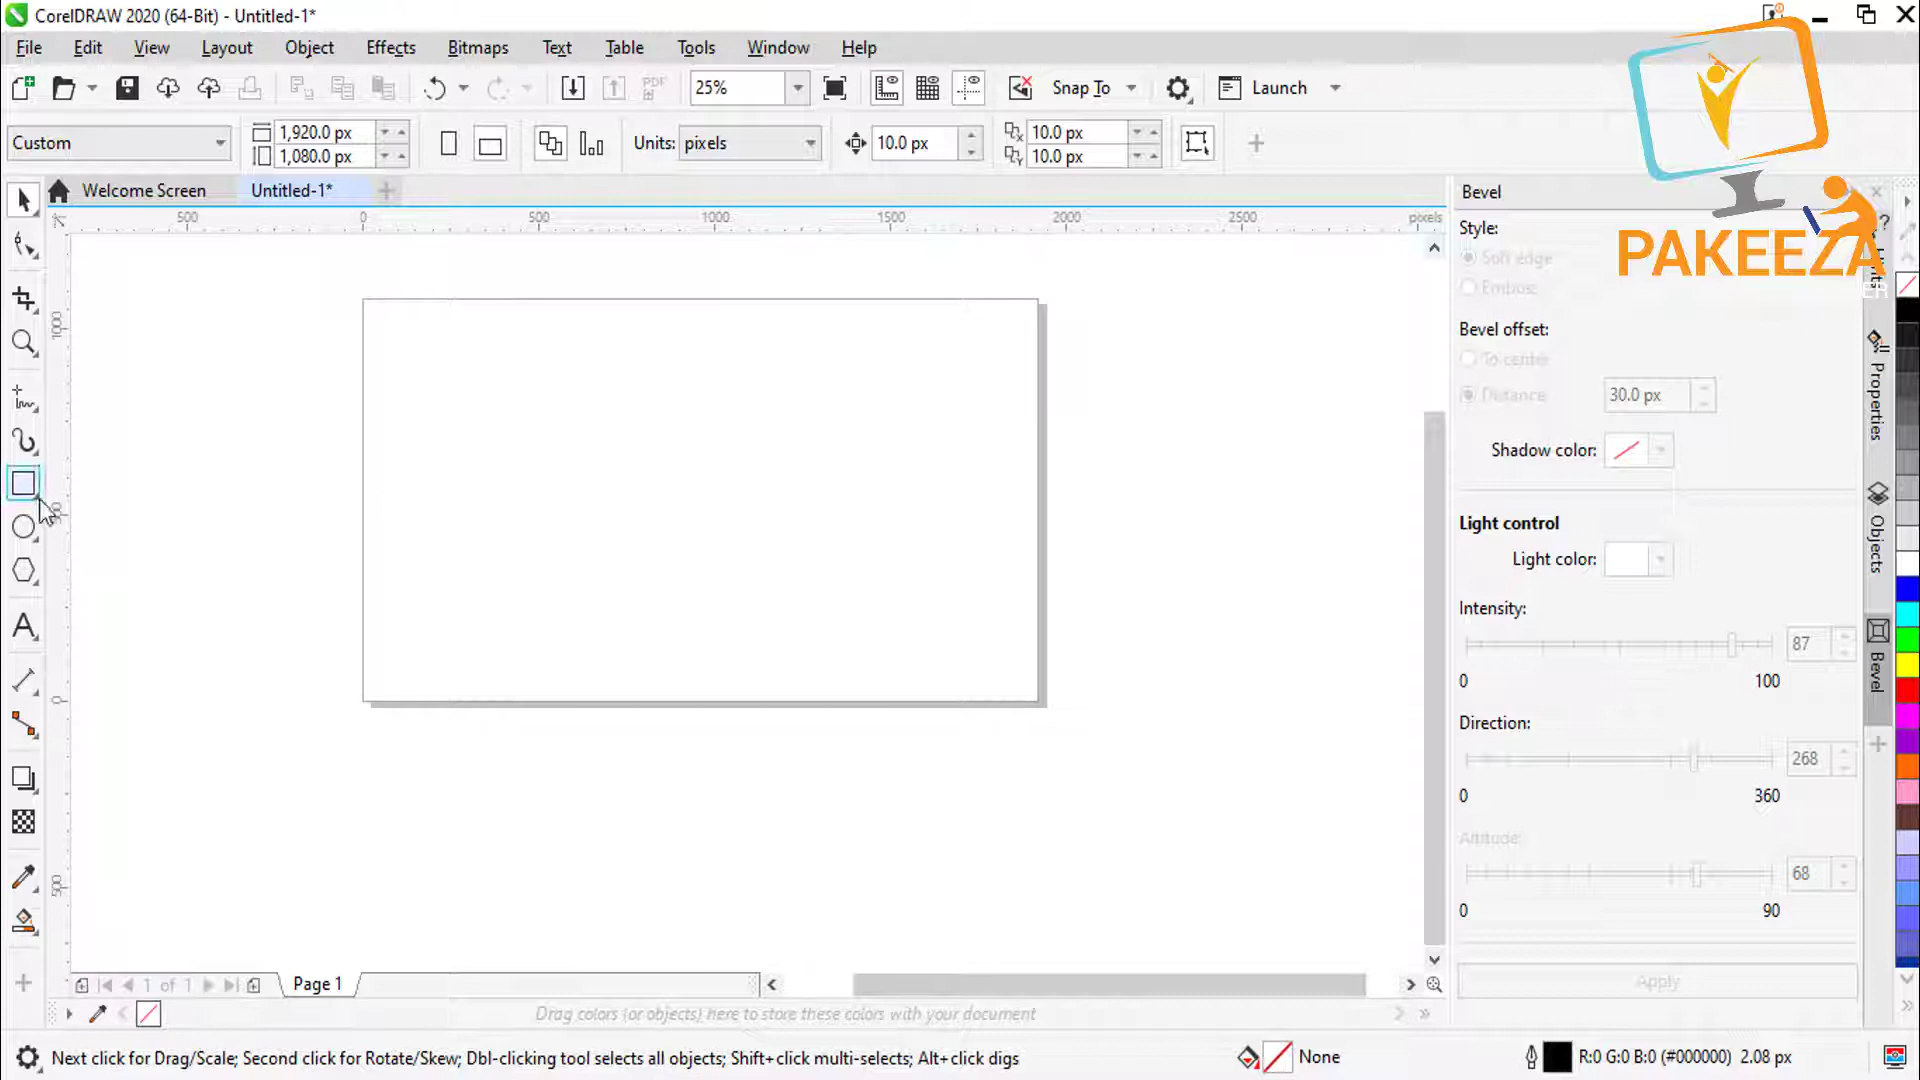 CorelDRAW 2020 (64-Bit) - Untitled-1*
File Edit View Layout Object Effects Bitmaps Text Table Tools Window Help
25% Snap To Launch
PDF
Custom 1,920.0 px 1,080.0 px Units: pixels 10.0 px 10.0 px 10.0 px
Welcome Screen Untitled-1*
500 0 500 1000 1500 2000 2500 pixels
1000
0
500
PAKEEZA
ER
Bevel
Style:
Soft edge
Emboss
Bevel offset:
To center
Distance 30.0 px
Shadow color:
Light control
Light color:
Intensity:
87
0 100
Direction:
268
0 360
Altitude:
68
0 90
Apply
Properties
Objects
Bevel
1 of 1 Page 1
Drag colors (or objects) here to store these colors with your document
Next click for Drag/Scale; Second click for Rotate/Skew; Dbl-clicking tool selects all objects; Shift+click multi-selects; Alt+click digs
None
R:0 G:0 B:0 (#000000) 2.08 px